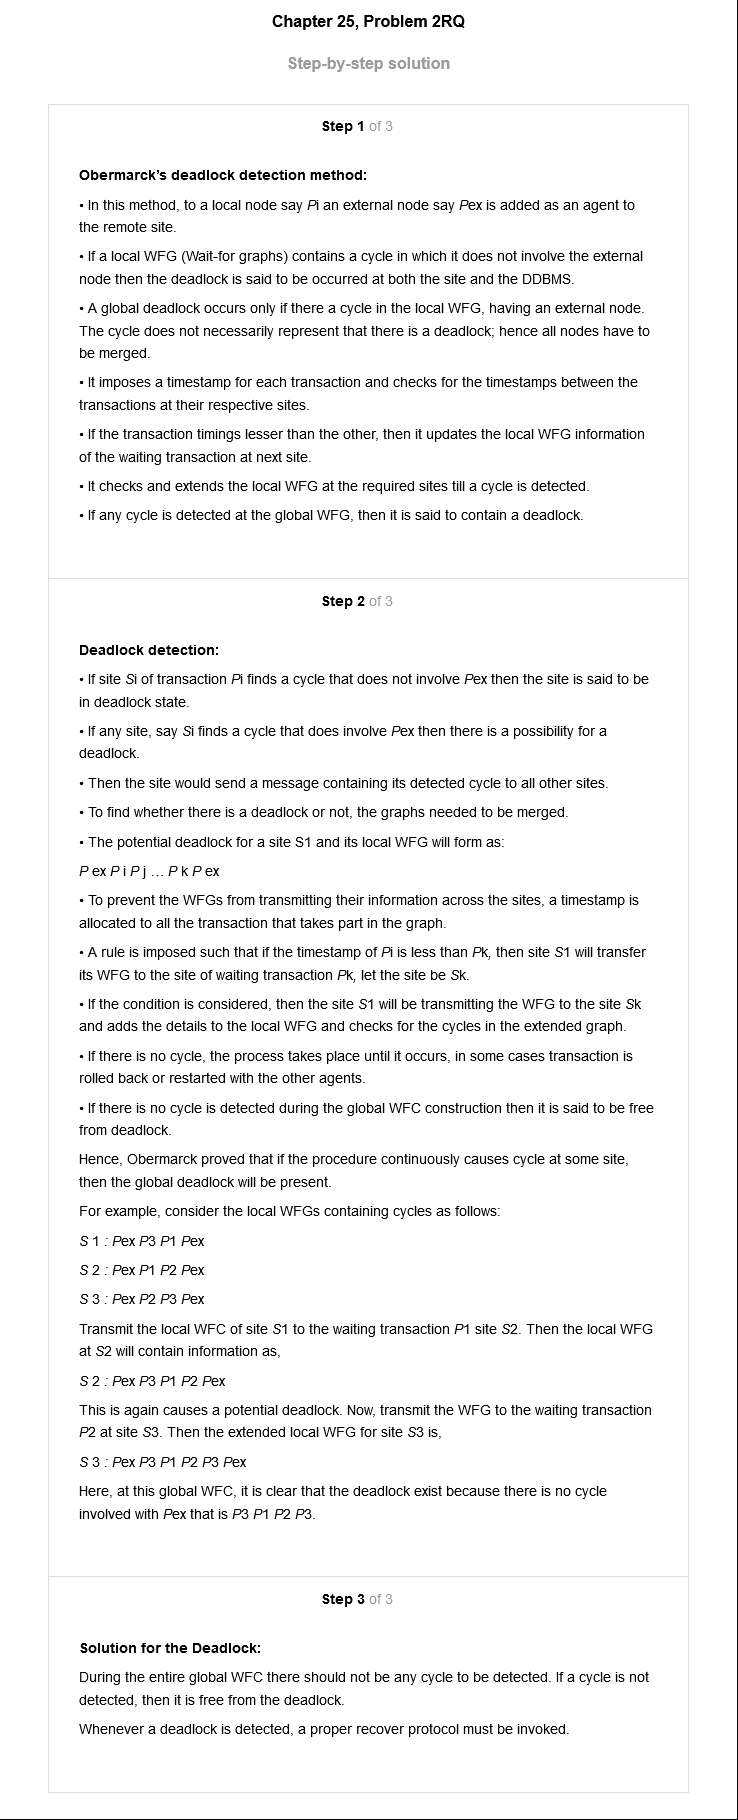 Chapter 25, Problem 2RQ
Step-by-step solution
Step 1 of 3
Obermarck’s deadlock detection method:
• In this method, to a local node say Pi an external node say Pex is added as an agent to
the remote site.
• If a local WFG (Wait-for graphs) contains a cycle in which it does not involve the external
node then the deadlock is said to be occurred at both the site and the DDBMS.
• A global deadlock occurs only if there a cycle in the local WFG, having an external node.
The cycle does not necessarily represent that there is a deadlock; hence all nodes have to
be merged.
• It imposes a timestamp for each transaction and checks for the timestamps between the
transactions at their respective sites.
• If the transaction timings lesser than the other, then it updates the local WFG information
of the waiting transaction at next site.
• It checks and extends the local WFG at the required sites till a cycle is detected.
• If any cycle is detected at the global WFG, then it is said to contain a deadlock.
Step 2 of 3
Deadlock detection:
• If site Si of transaction Pi finds a cycle that does not involve Pex then the site is said to be
in deadlock state.
• If any site, say Si finds a cycle that does involve Pex then there is a possibility for a
deadlock.
• Then the site would send a message containing its detected cycle to all other sites.
• To find whether there is a deadlock or not, the graphs needed to be merged.
• The potential deadlock for a site S1 and its local WFG will form as:
P ex P i P j … P k P ex
• To prevent the WFGs from transmitting their information across the sites, a timestamp is
allocated to all the transaction that takes part in the graph.
• A rule is imposed such that if the timestamp of Pi is less than Pk, then site S1 will transfer
its WFG to the site of waiting transaction Pk, let the site be Sk.
• If the condition is considered, then the site S1 will be transmitting the WFG to the site Sk
and adds the details to the local WFG and checks for the cycles in the extended graph.
• If there is no cycle, the process takes place until it occurs, in some cases transaction is
rolled back or restarted with the other agents.
• If there is no cycle is detected during the global WFC construction then it is said to be free
from deadlock.
Hence, Obermarck proved that if the procedure continuously causes cycle at some site,
then the global deadlock will be present.
For example, consider the local WFGs containing cycles as follows:
S 1 : Pex P3 P1 Pex
S 2 : Pex P1 P2 Pex
S 3 : Pex P2 P3 Pex
Transmit the local WFC of site S1 to the waiting transaction P1 site S2. Then the local WFG
at S2 will contain information as,
S 2 : Pex P3 P1 P2 Pex
This is again causes a potential deadlock. Now, transmit the WFG to the waiting transaction
P2 at site S3. Then the extended local WFG for site S3 is,
S 3 : Pex P3 P1 P2 P3 Pex
Here, at this global WFC, it is clear that the deadlock exist because there is no cycle
involved with Pex that is P3 P1 P2 P3.
Step 3 of 3
Solution for the Deadlock:
During the entire global WFC there should not be any cycle to be detected. If a cycle is not
detected, then it is free from the deadlock.
Whenever a deadlock is detected, a proper recover protocol must be invoked.